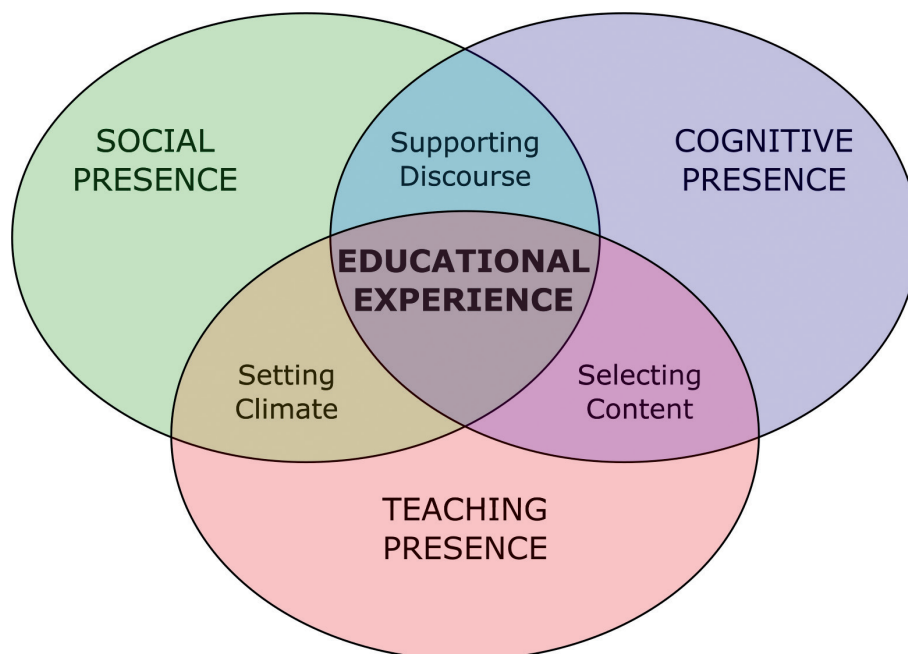 SOCIAL
PRESENCE
Supporting
Discourse
COGNITIVE
PRESENCE
EDUCATIONAL
EXPERIENCE
Setting
Climate
Selecting
Content
TEACHING
PRESENCE